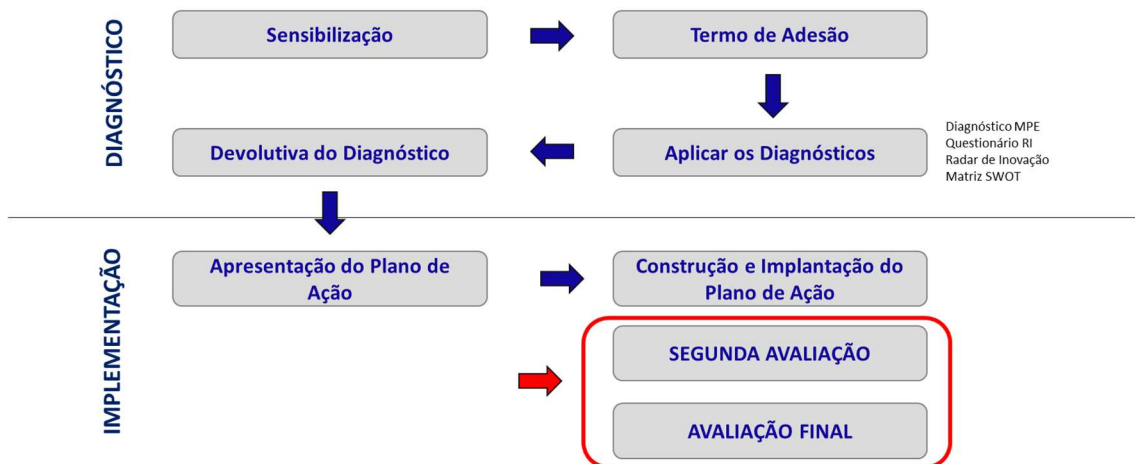 DIAGNÓSTICO
Sensibilização
Termo de Adesão
Devolutiva do Diagnóstico
Aplicar os Diagnósticos
Diagnóstico MPE
Questionário RI
Radar de Inovação
Matriz SWOT
IMPLEMENTAÇÃO
Apresentação do Plano de
Ação
Construção e Implantação do
Plano de Ação
SEGUNDA AVALIAÇÃO
AVALIAÇÃO FINAL